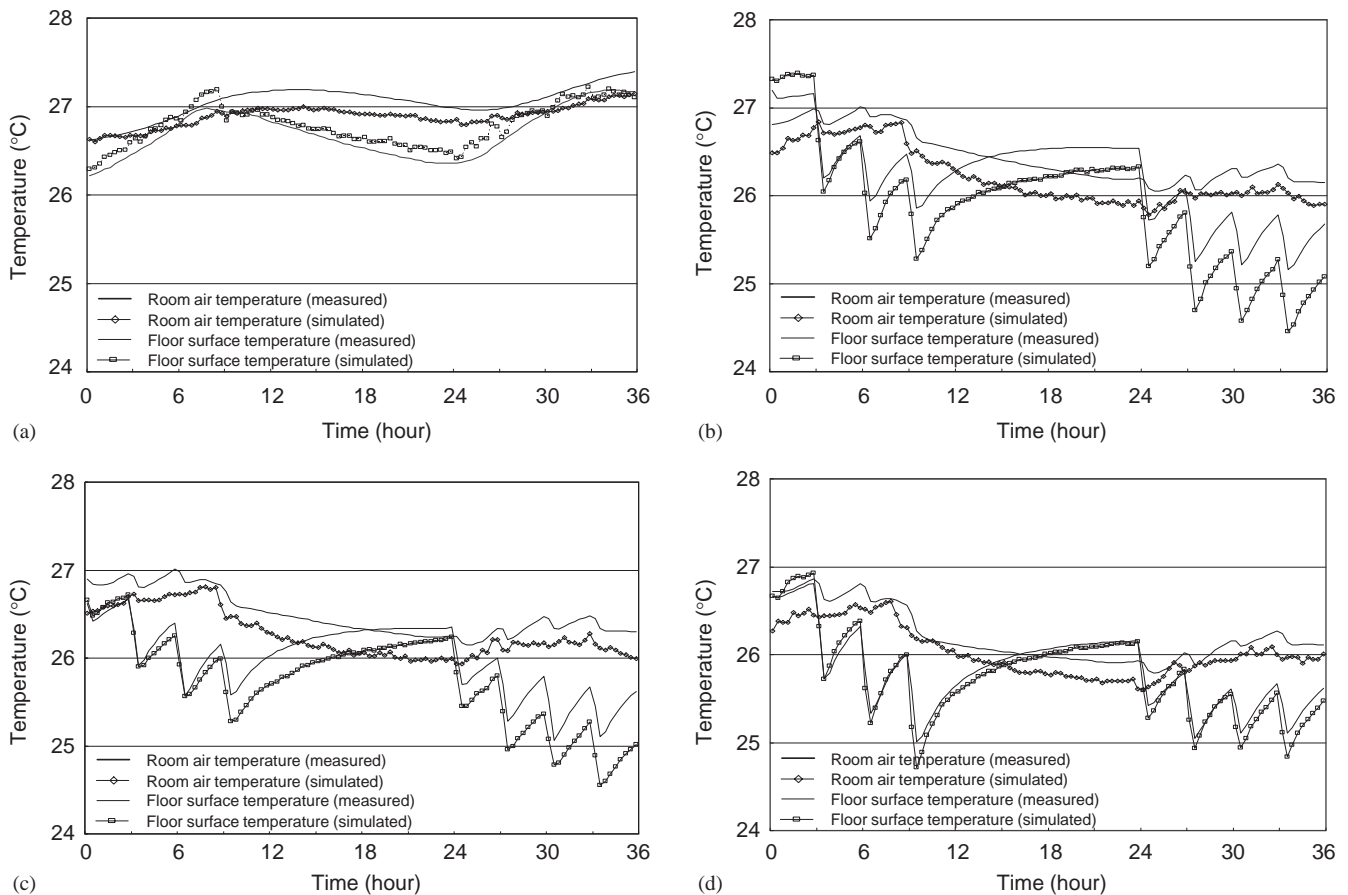 28
27
26
25
24
Temperature (°C)
Room air temperature (measured)
Room air temperature (simulated)
Floor surface temperature (measured)
Floor surface temperature (simulated)
0 6 12 18 24 30 36
(a)
Time (hour)
28
27
26
25
24
Temperature (°C)
Room air temperature (measured)
Room air temperature (simulated)
Floor surface temperature (measured)
Floor surface temperature (simulated)
0 6 12 18 24 30 36
(b)
Time (hour)
28
27
26
25
24
Temperature (°C)
Room air temperature (measured)
Room air temperature (simulated)
Floor surface temperature (measured)
Floor surface temperature (simulated)
0 6 12 18 24 30 36
(c)
Time (hour)
28
27
26
25
24
Temperature (°C)
Room air temperature (measured)
Room air temperature (simulated)
Floor surface temperature (measured)
Floor surface temperature (simulated)
0 6 12 18 24 30 36
(d)
Time (hour)